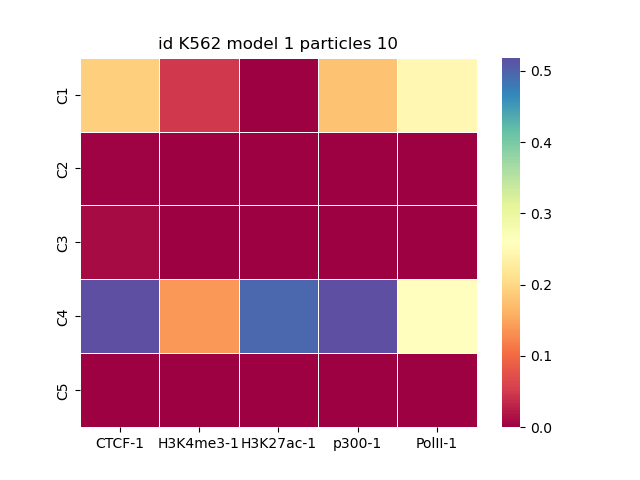 id K562 model 1 particles 10
C1
C2
C3
C4
C5
CTCF-1 H3K4me3-1 H3K27ac-1 p300-1 PolII-1
0.5
0.4
0.3
0.2
0.1
0.0